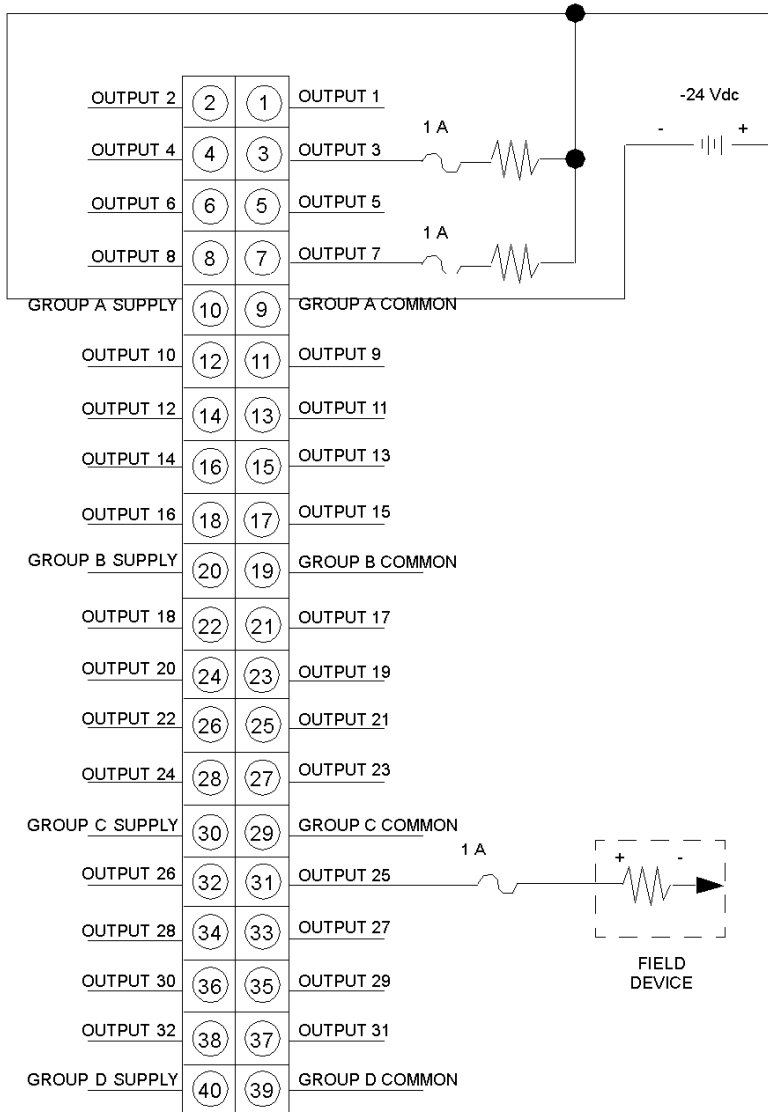 -24 Vdc
- +
OUTPUT 2 2 1 OUTPUT 1
1 A
OUTPUT 4 4 3 OUTPUT 3
OUTPUT 6 6 5 OUTPUT 5
1 A
OUTPUT 8 8 7 OUTPUT 7
GROUP A SUPPLY 10 9 GROUP A COMMON
OUTPUT 10 12 11 OUTPUT 9
OUTPUT 12 14 13 OUTPUT 11
OUTPUT 14 16 15 OUTPUT 13
OUTPUT 16 18 17 OUTPUT 15
GROUP B SUPPLY 20 19 GROUP B COMMON
OUTPUT 18 22 21 OUTPUT 17
OUTPUT 20 24 23 OUTPUT 19
OUTPUT 22 26 25 OUTPUT 21
OUTPUT 24 28 27 OUTPUT 23
GROUP C SUPPLY 30 29 GROUP C COMMON
1 A
+ -
OUTPUT 26 32 31 OUTPUT 25
OUTPUT 28 34 33 OUTPUT 27
FIELD
DEVICE
OUTPUT 30 36 35 OUTPUT 29
OUTPUT 32 38 37 OUTPUT 31
GROUP D SUPPLY 40 39 GROUP D COMMON